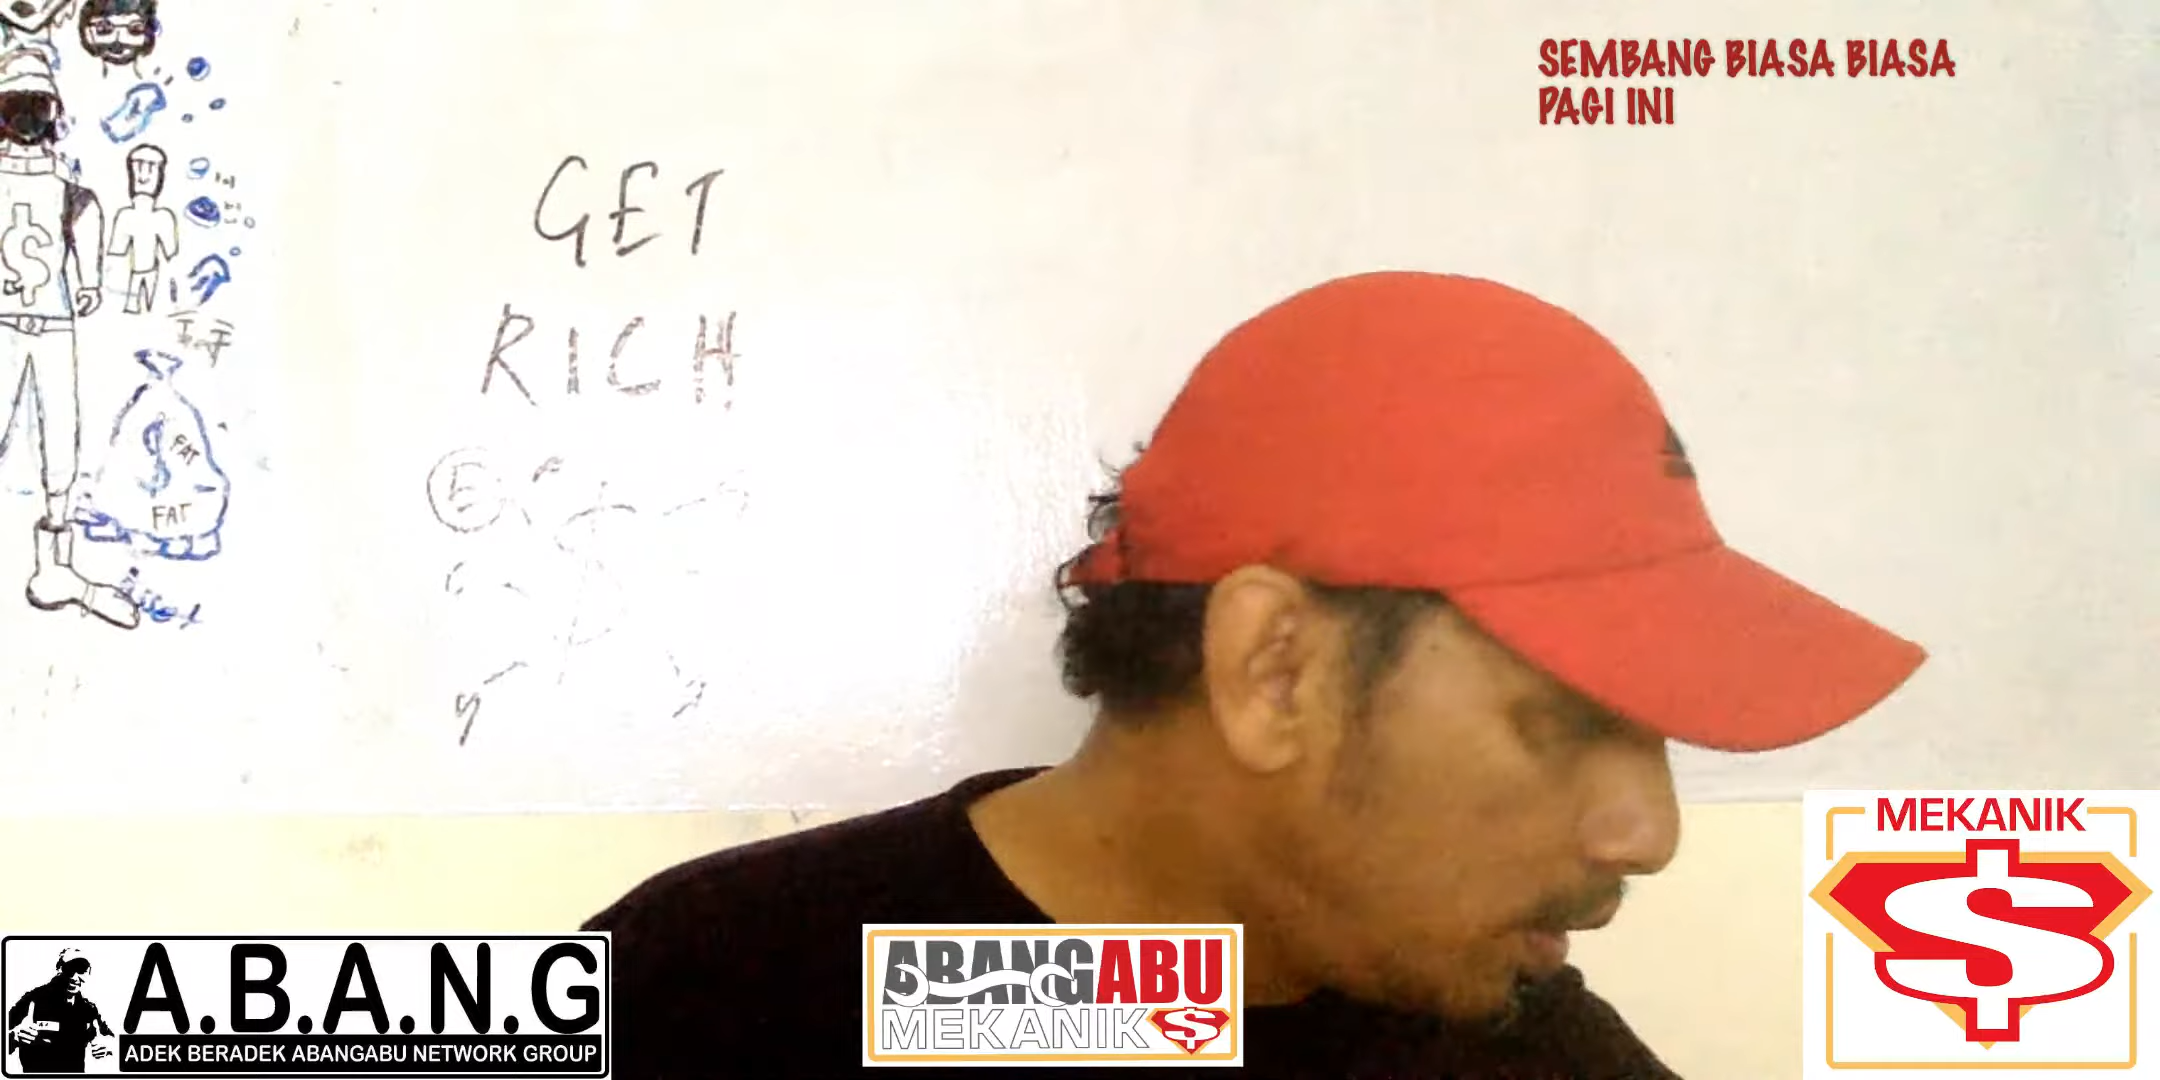 SEMBANG BIASA BIASA
PAGI INI
GET
RICH
$
$ FAT
FAT
E
A.B.A.N.G
ADEK BERADEK ABANGABU NETWORK GROUP
ABANGABU
MEKANIK $
MEKANIK
$